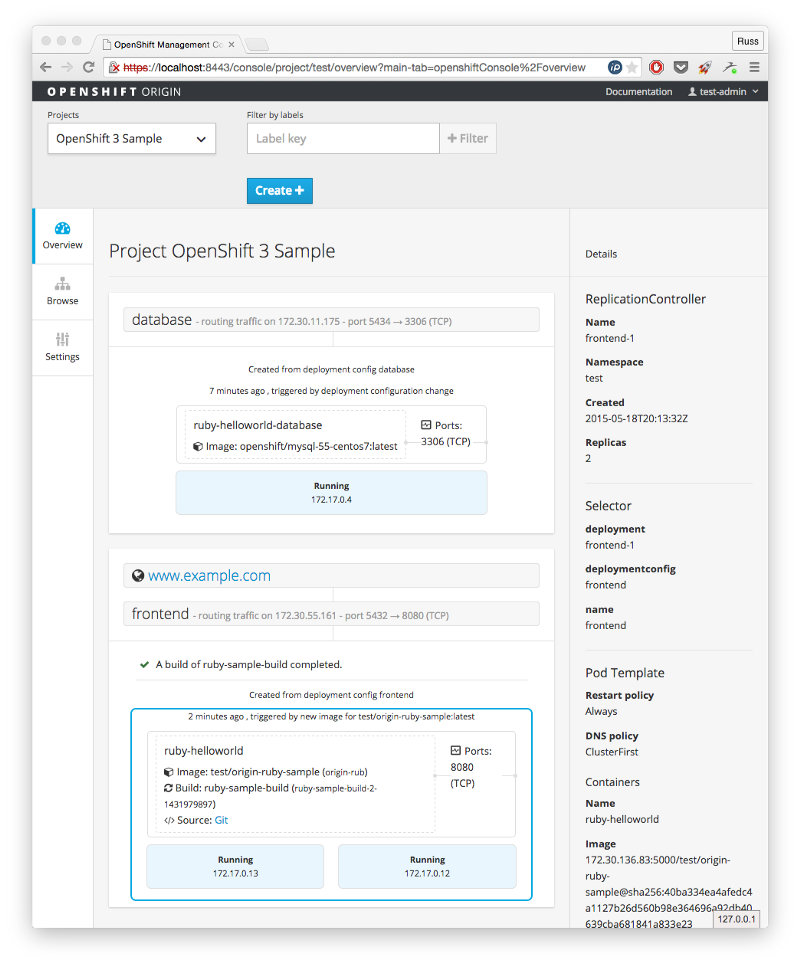 OpenShift Management Co
Russ
https://localhost:8443/console/project/test/overview?main-tab=openshiftConsole%2Foverview
OPENSHIFT ORIGIN
Documentation
test-admin
Projects
Filter by labels
OpenShift 3 Sample
Label key
+ Filter
Create +
Overview
Browse
Settings
Project OpenShift 3 Sample
database - routing traffic on 172.30.11.175 - port 5434 → 3306 (TCP)
Created from deployment config database
7 minutes ago , triggered by deployment configuration change
ruby-helloworld-database
Image: openshift/mysql-55-centos7:latest
Ports:
3306 (TCP)
Running
172.17.0.4
www.example.com
frontend - routing traffic on 172.30.55.161 - port 5432 → 8080 (TCP)
A build of ruby-sample-build completed.
Created from deployment config frontend
2 minutes ago , triggered by new image for test/origin-ruby-sample:latest
ruby-helloworld
Image: test/origin-ruby-sample (origin-rub)
Build: ruby-sample-build (ruby-sample-build-2-
1431979897)
</> Source: Git
Ports:
8080
(TCP)
Running
172.17.0.13
Running
172.17.0.12
Details
ReplicationController
Name
frontend-1
Namespace
test
Created
2015-05-18T20:13:32Z
Replicas
2
Selector
deployment
frontend-1
deploymentconfig
frontend
name
frontend
Pod Template
Restart policy
Always
DNS policy
ClusterFirst
Containers
Name
ruby-helloworld
Image
172.30.136.83:5000/test/origin-
ruby-
sample@sha256:40ba334ea4afedc4
a1127b26d560b98e364696a92db40
639cba681841a833e23
127.0.0.1